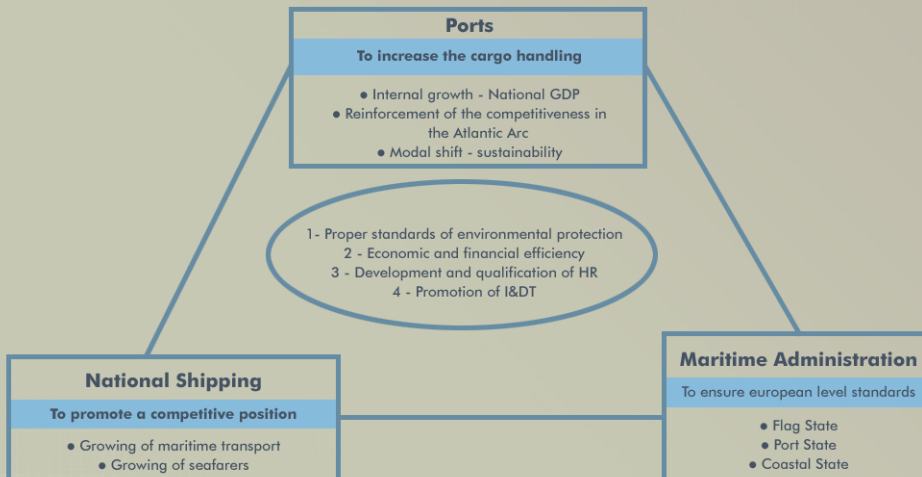 Ports
To increase the cargo handling
● Internal growth - National GDP
● Reinforcement of the competitiveness in
the Atlantic Arc
● Modal shift - sustainability
1- Proper standards of environmental protection
2 - Economic and financial efficiency
3 - Development and qualification of HR
4 - Promotion of I&DT
National Shipping
To promote a competitive position
● Growing of maritime transport
● Growing of seafarers
Maritime Administration
To ensure european level standards
● Flag State
● Port State
● Coastal State